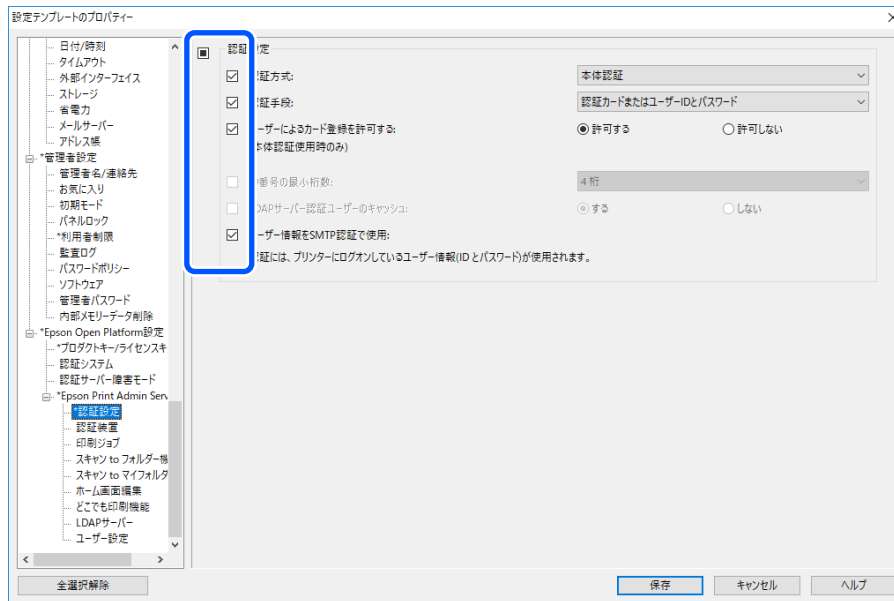 設定テンプレートのプロパティー
日付/時刻
タイムアウト
外部インターフェイス
ストレージ
省電力
メールサーバー
アドレス帳
*管理者設定
管理者名/連絡先
お気に入り
初期モード
パネルロック
*利用者制限
監査ログ
パスワードポリシー
ソフトウェア
管理者パスワード
内部メモリーデータ削除
*Epson Open Platform設定
*プロダクトキー/ライセンスキ
認証システム
認証サーバー障害モード
*Epson Print Admin Serv
*認証設定
認証装置
印刷ジョブ
スキャン to フォルダー機
スキャン to マイフォルダ
ホーム画面編集
どこでも印刷機能
LDAPサーバー
ユーザー設定
全選択解除
認証 定
証方式: 本体認証
証手段: 認証カードまたはユーザーIDとパスワード
ーザーによるカード登録を許可する: 許可する 許可しない
本体認証使用時のみ)
番号の最小桁数: 4 桁
DAPサーバー認証ユーザーのキャッシュ: する しない
ーザー情報をSMTP認証で使用:
証には、プリンターにログオンしているユーザー情報(ID とパスワード)が使用されます。
保存 キャンセル ヘルプ